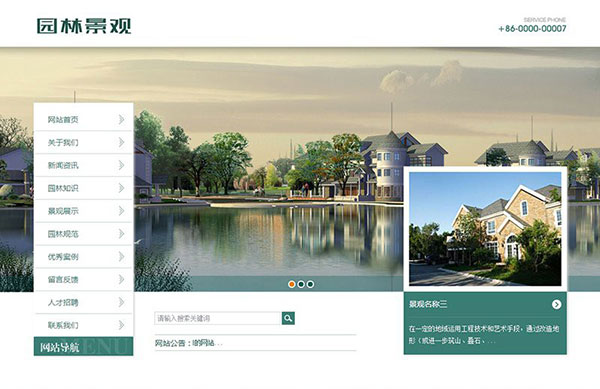 园林景观
SERVICE PHONE
+86-0000-00007
网站首页
关于我们
新闻资讯
园林知识
景观展示
园林规范
优秀案例
留言反馈
人才招聘
联系我们
网站导航
MENU
请输入搜索关键词
网站公告：的网站...
景观名称三
在一定的地域运用工程技术和艺术手段，通过改造地
形（或进一步筑山、叠石、...